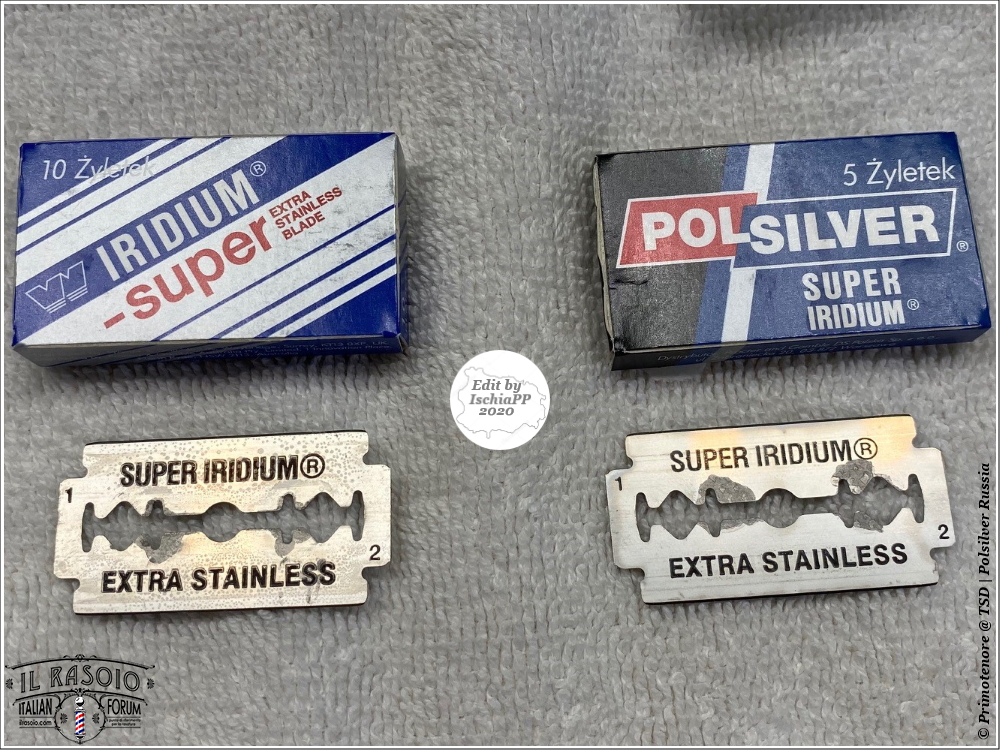 10 Żyletek
IRIDIUM®
-super
EXTRA
STAINLESS
BLADE
5 Żyletek
POLSILVER®
SUPER
IRIDIUM®
Edit by
IschiaPP
2020
SUPER IRIDIUM®
1
2
EXTRA STAINLESS
SUPER IRIDIUM®
1
2
EXTRA STAINLESS
IL RASOIO
ITALIAN FORUM
ilrasoio.com
© Primotenore @ TSD | Polsilver Russia